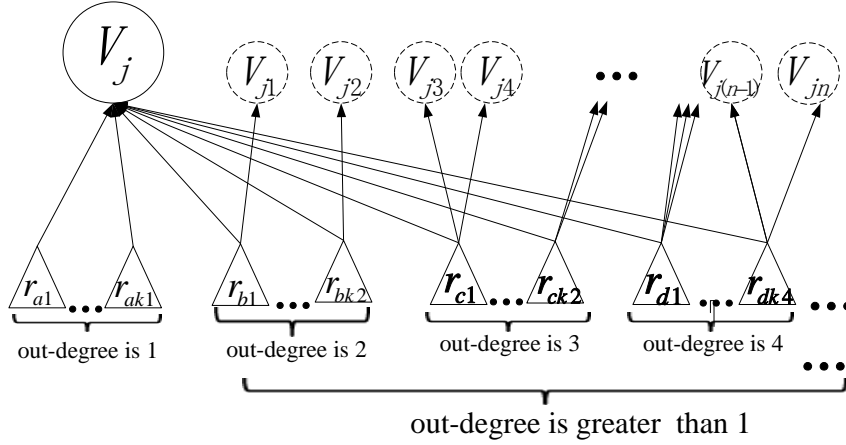 V_j V_j1 V_j2 V_j3 V_j4 ••• V_j(n-1) V_jn
r_a1 ••• r_ak1 r_b1 ••• r_bk2 r_c1 ••• r_ck2 r_d1 ••• r_dk4 •••
out-degree is 1 out-degree is 2 out-degree is 3 out-degree is 4 •••
out-degree is greater than 1